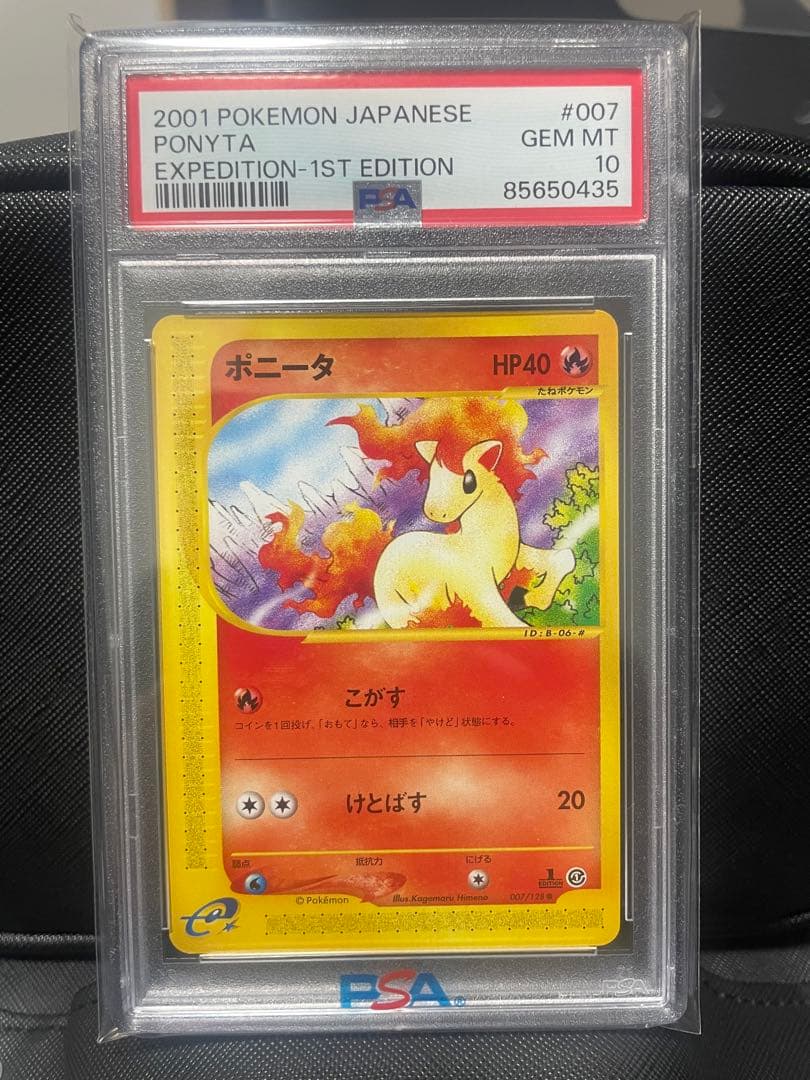 2001 POKEMON JAPANESE #007
PONYTA GEM MT
EXPEDITION-1ST EDITION 10
PSA 85650435
ポニータ HP40
たねポケモン
ID:B-06-#
こがす
コインを1回投げ、「おもて」なら、相手を「やけど」状態にする。
けとばす 20
弱点 抵抗力 にげる
1 EDITION
©Pokémon Illus.Kagemaru Himeno 007/128 ●
e
PSA® PSA